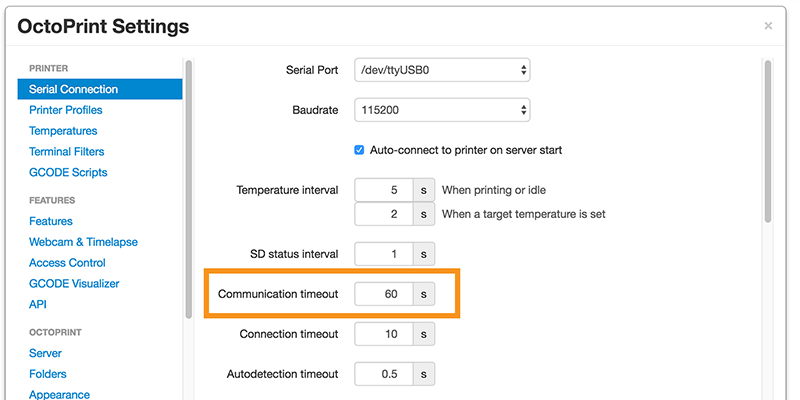 OctoPrint Settings ×
PRINTER
Serial Connection
Printer Profiles
Temperatures
Terminal Filters
GCODE Scripts
FEATURES
Features
Webcam & Timelapse
Access Control
GCODE Visualizer
API
OCTOPRINT
Server
Folders
Appearance
Serial Port /dev/ttyUSB0
Baudrate 115200
Auto-connect to printer on server start
Temperature interval 5 s When printing or idle
2 s When a target temperature is set
SD status interval 1 s
Communication timeout 60 s
Connection timeout 10 s
Autodetection timeout 0.5 s